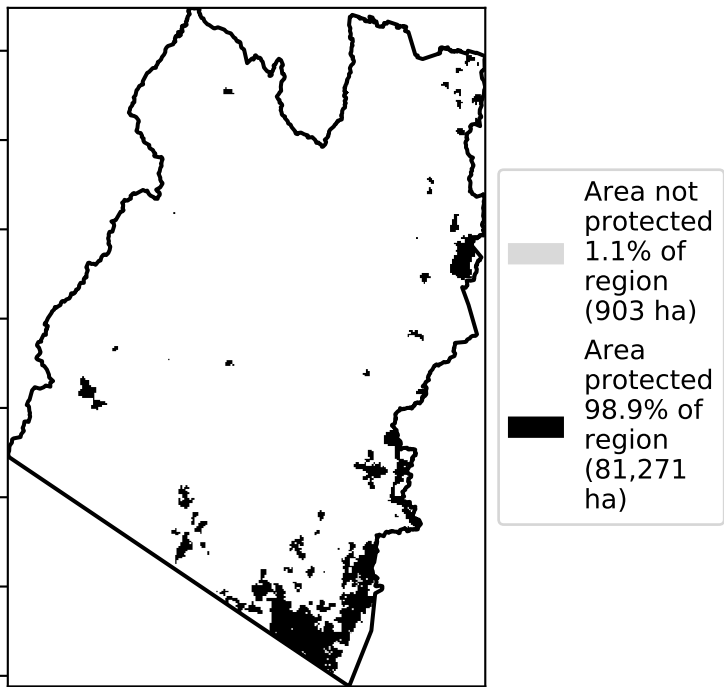 Area not
protected
1.1% of
region
(903 ha)
Area
protected
98.9% of
region
(81,271
ha)